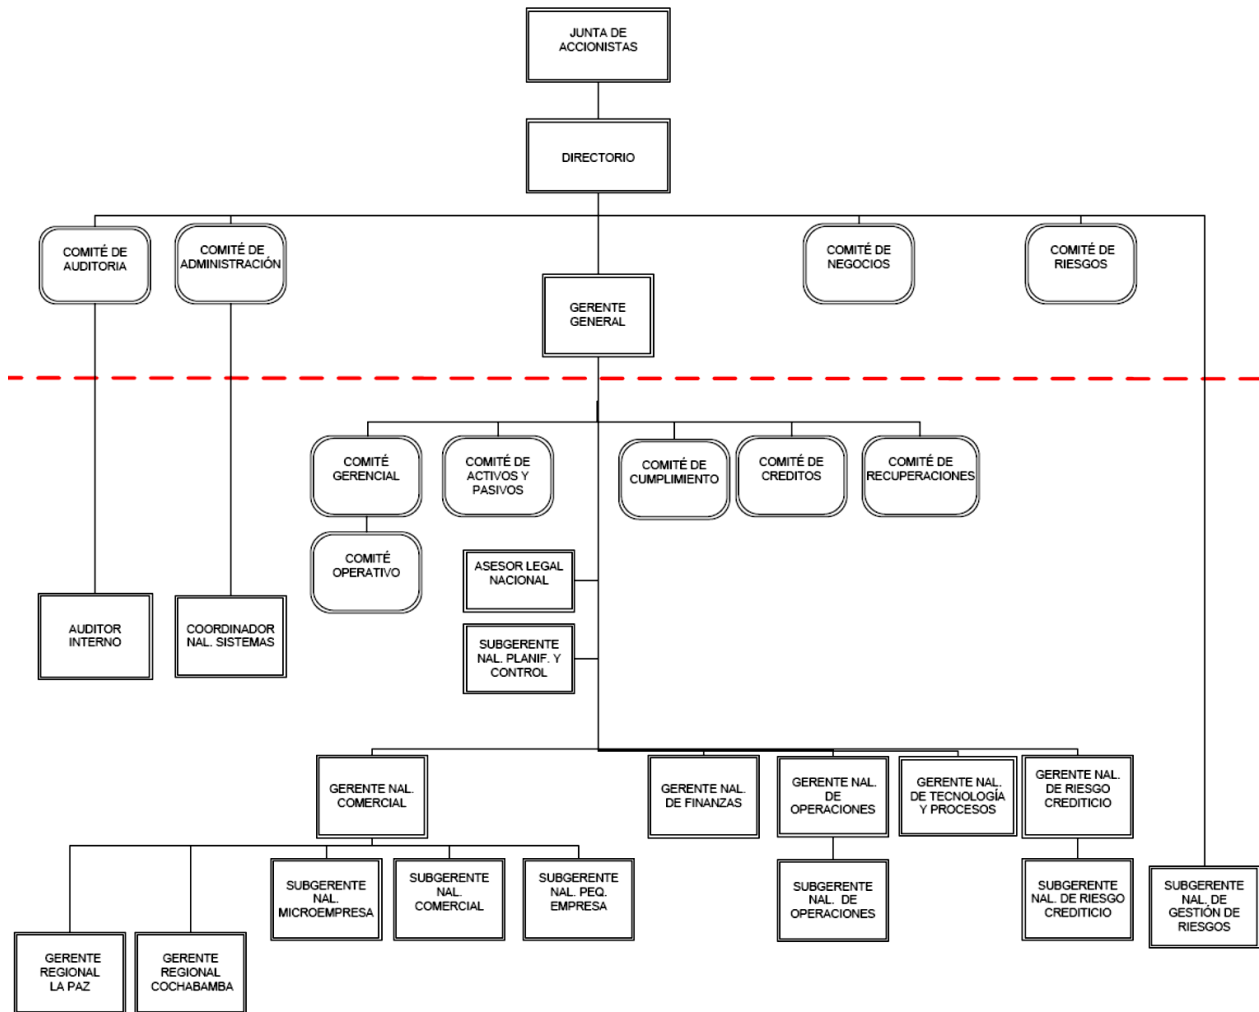 JUNTA DE
ACCIONISTAS
DIRECTORIO
COMITÉ DE
AUDITORIA
COMITÉ DE
ADMINISTRACIÓN
COMITÉ DE
NEGOCIOS
COMITÉ DE
RIESGOS
GERENTE
GENERAL
COMITÉ
GERENCIAL
COMITÉ DE
ACTIVOS Y
PASIVOS
COMITÉ DE
CUMPLIMIENTO
COMITÉ DE
CREDITOS
COMITÉ DE
RECUPERACIONES
COMITÉ
OPERATIVO
ASESOR LEGAL
NACIONAL
AUDITOR
INTERNO
COORDINADOR
NAL. SISTEMAS
SUBGERENTE
NAL. PLANIF. Y
CONTROL
GERENTE NAL.
COMERCIAL
GERENTE NAL.
DE FINANZAS
GERENTE NAL.
DE
OPERACIONES
GERENTE NAL.
DE TECNOLOGÍA
Y PROCESOS
GERENTE NAL.
DE RIESGO
CREDITICIO
SUBGERENTE
NAL.
MICROEMPRESA
SUBGERENTE
NAL.
COMERCIAL
SUBGERENTE
NAL. PEQ.
EMPRESA
SUBGERENTE
NAL. DE
OPERACIONES
SUBGERENTE
NAL. DE RIESGO
CREDITICIO
SUBGERENTE
NAL. DE
GESTIÓN DE
RIESGOS
GERENTE
REGIONAL
LA PAZ
GERENTE
REGIONAL
COCHABAMBA